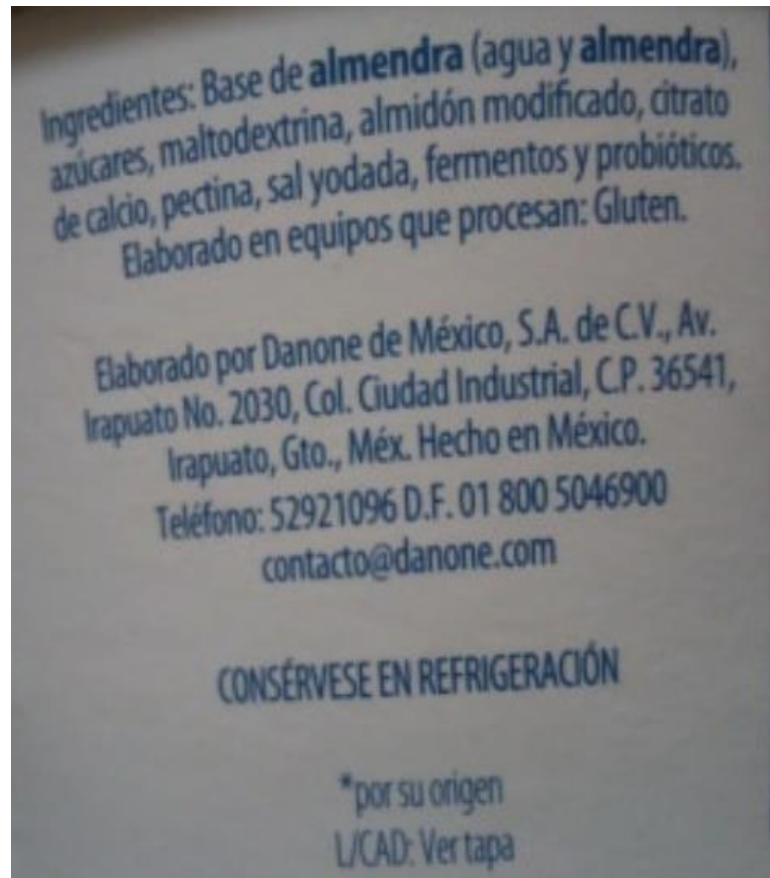 Ingredientes: Base de almendra (agua y almendra),
azúcares, maltodextrina, almidón modificado, citrato
de calcio, pectina, sal yodada, fermentos y probióticos.
Elaborado en equipos que procesan: Gluten.
Elaborado por Danone de México, S.A. de C.V., Av.
Irapuato No. 2030, Col. Ciudad Industrial, C.P. 36541,
Irapuato, Gto., Méx. Hecho en México.
Teléfono: 52921096 D.F. 01 800 5046900
contacto@danone.com
CONSÉRVESE EN REFRIGERACIÓN
*por su origen
L/CAD: Ver tapa